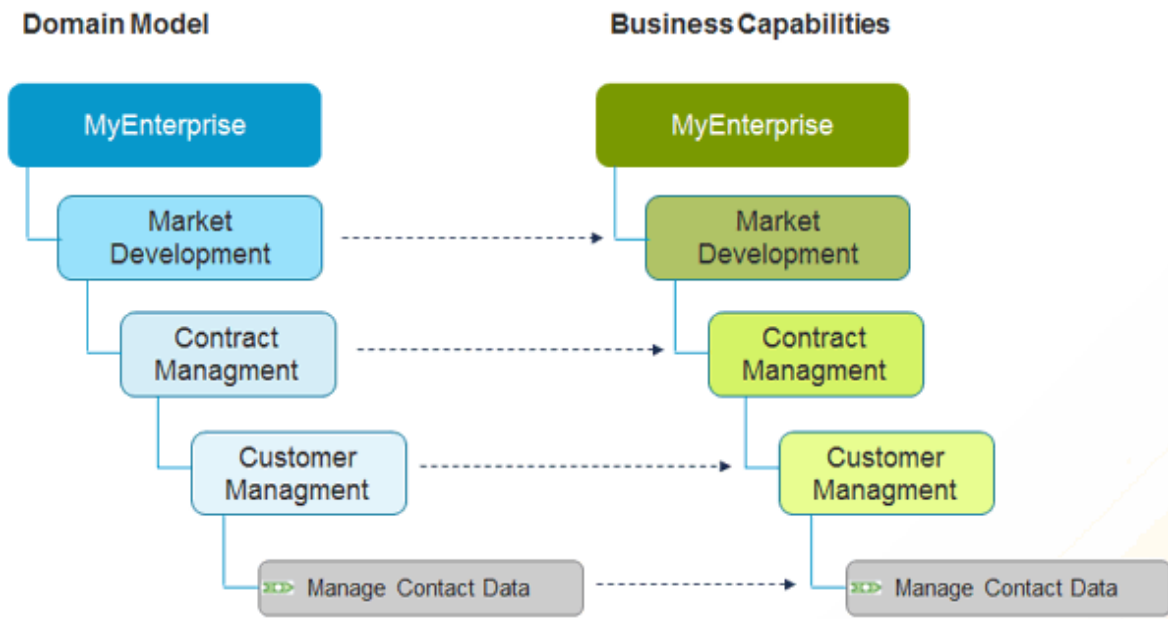 Domain Model
Business Capabilities
MyEnterprise
MyEnterprise
Market
Development
Market
Development
Contract
Managment
Contract
Managment
Customer
Managment
Customer
Managment
Manage Contact Data
Manage Contact Data